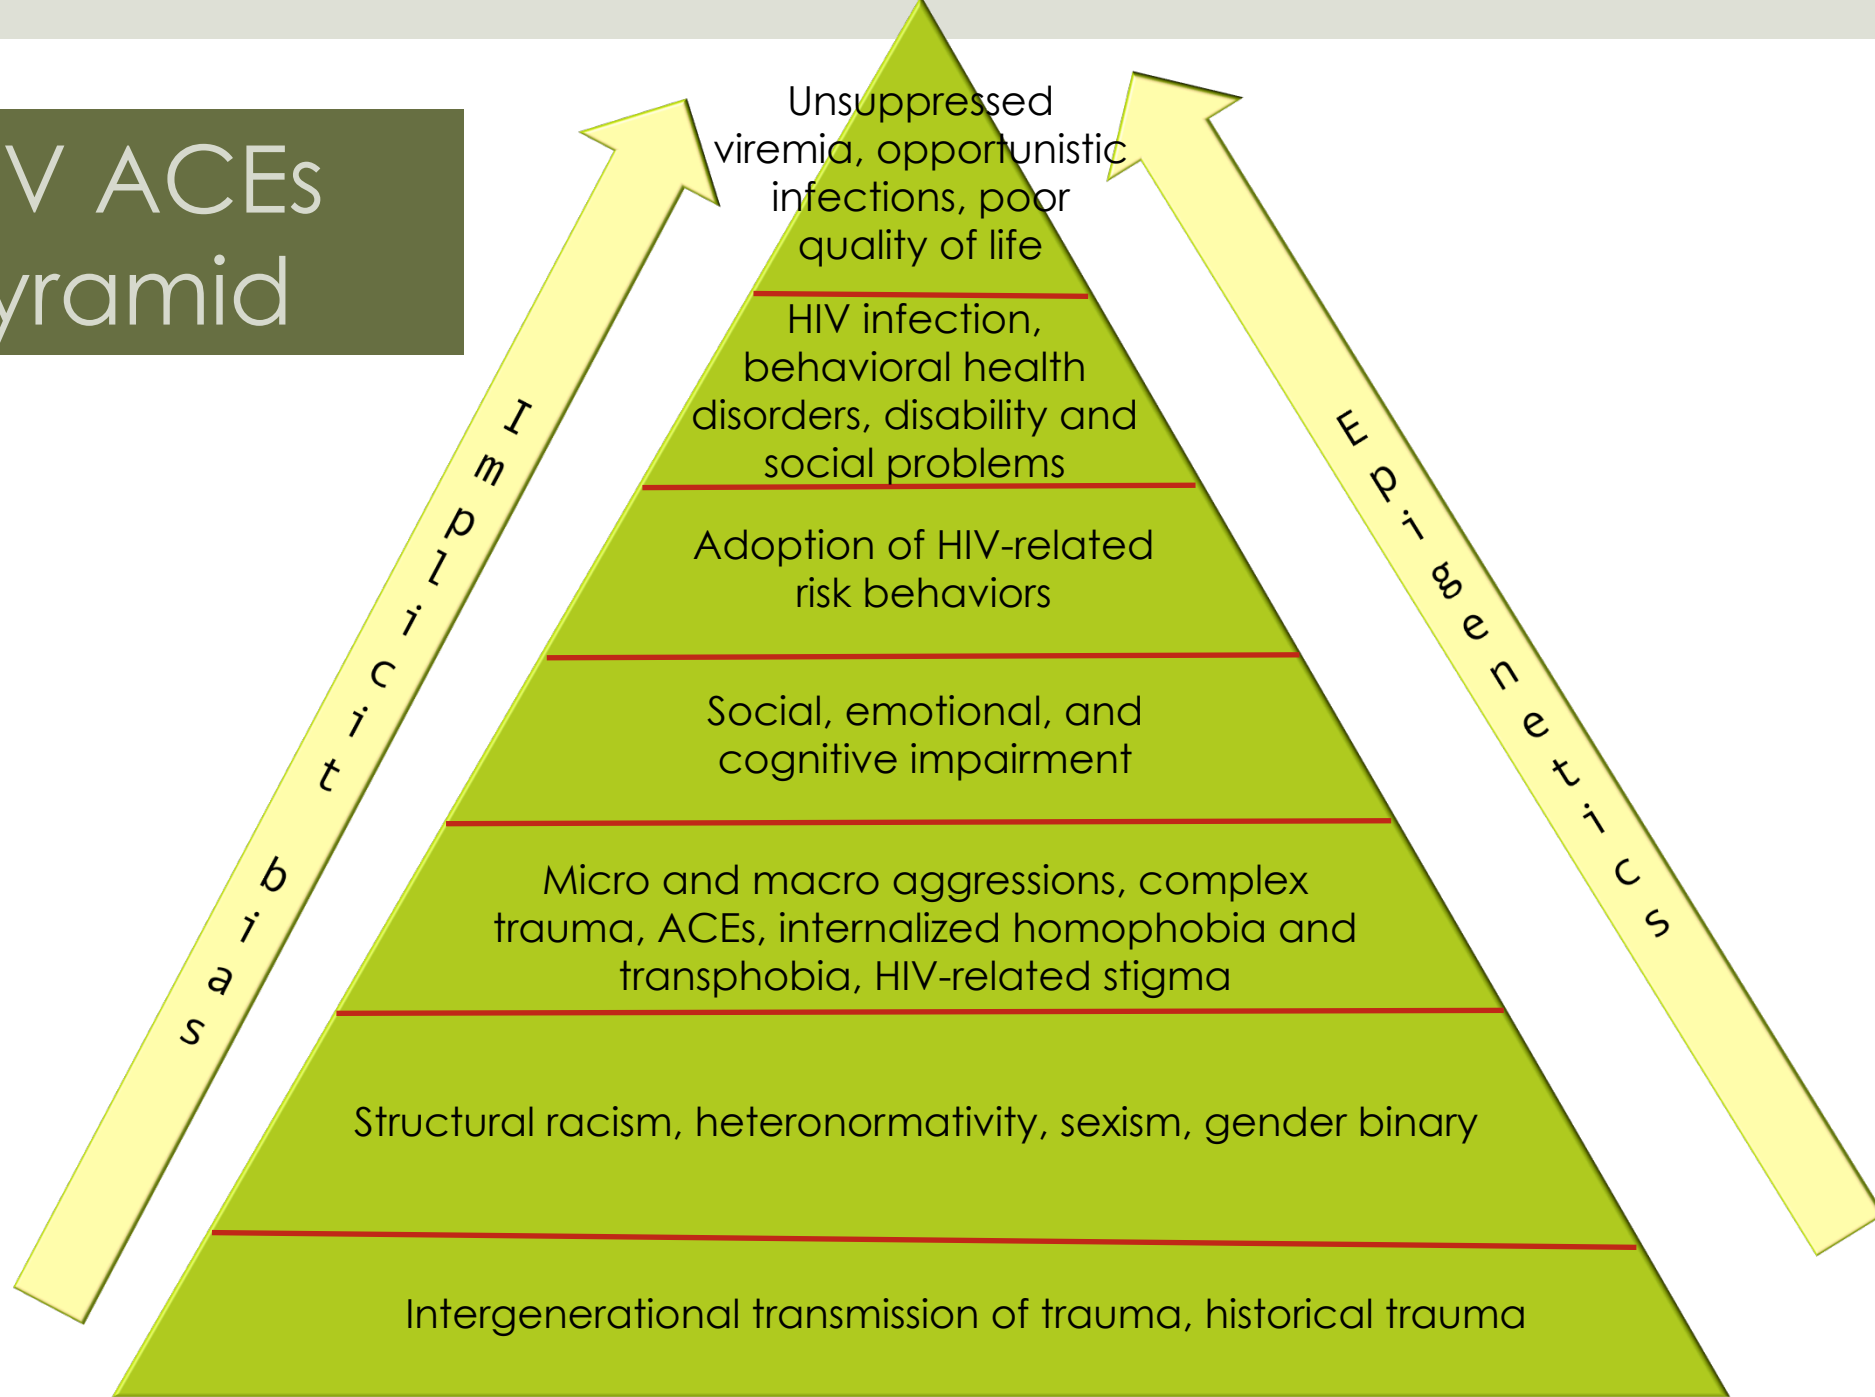 V ACEs
yramid
Unsuppressed
viremia, opportunistic
infections, poor
quality of life
HIV infection,
behavioral health
disorders, disability and
social problems
Adoption of HIV-related
risk behaviors
Social, emotional, and
cognitive impairment
Micro and macro aggressions, complex
trauma, ACEs, internalized homophobia and
transphobia, HIV-related stigma
Structural racism, heteronormativity, sexism, gender binary
Intergenerational transmission of trauma, historical trauma
Implicit bias
Epigenetics